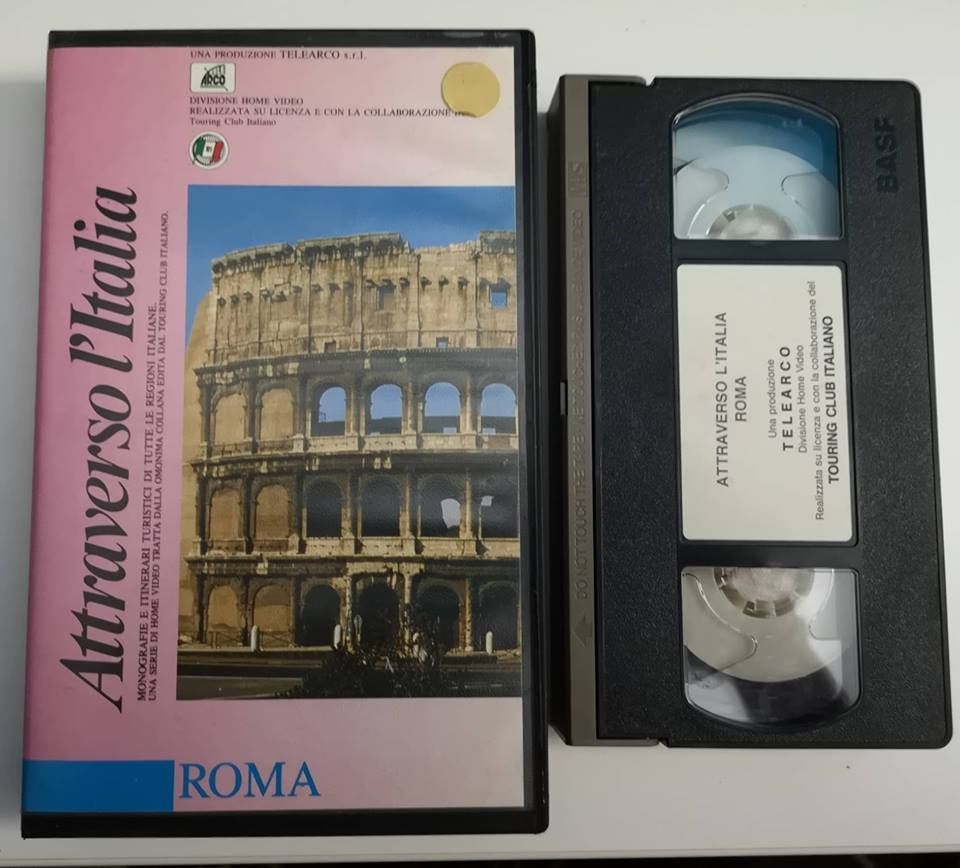 UNA PRODUZIONE TELEARCO s.r.l.
ARCO
DIVISIONE HOME VIDEO
REALIZZATA SU LICENZA E CON LA COLLABORAZIONE
Touring Club Italiano
Attraverso l'Italia
MONOGRAFIE E ITINERARI TURISTICI DI TUTTE LE REGIONI ITALIANE.
UNA SERIE DI HOME VIDEO TRATTA DALLA OMONIMA COLLANA EDITA DAL TOURING CLUB ITALIANO.
ROMA
VHS
DO NOT TOUCH THE TAPE INSIDE
BASF
ATTRAVERSO L'ITALIA
ROMA
Una produzione
TELEARCO
Divisione Home Video
Realizzata su licenza e con la collaborazione del
TOURING CLUB ITALIANO